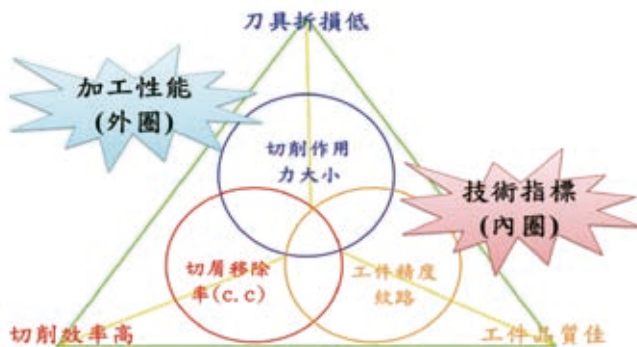 刀具折損低
加工性能
(外圈)
切削作用
力大小
技術指標
(內圈)
切屑移除
率(c.c)
工件精度
紋路
切削效率高
工件品質佳